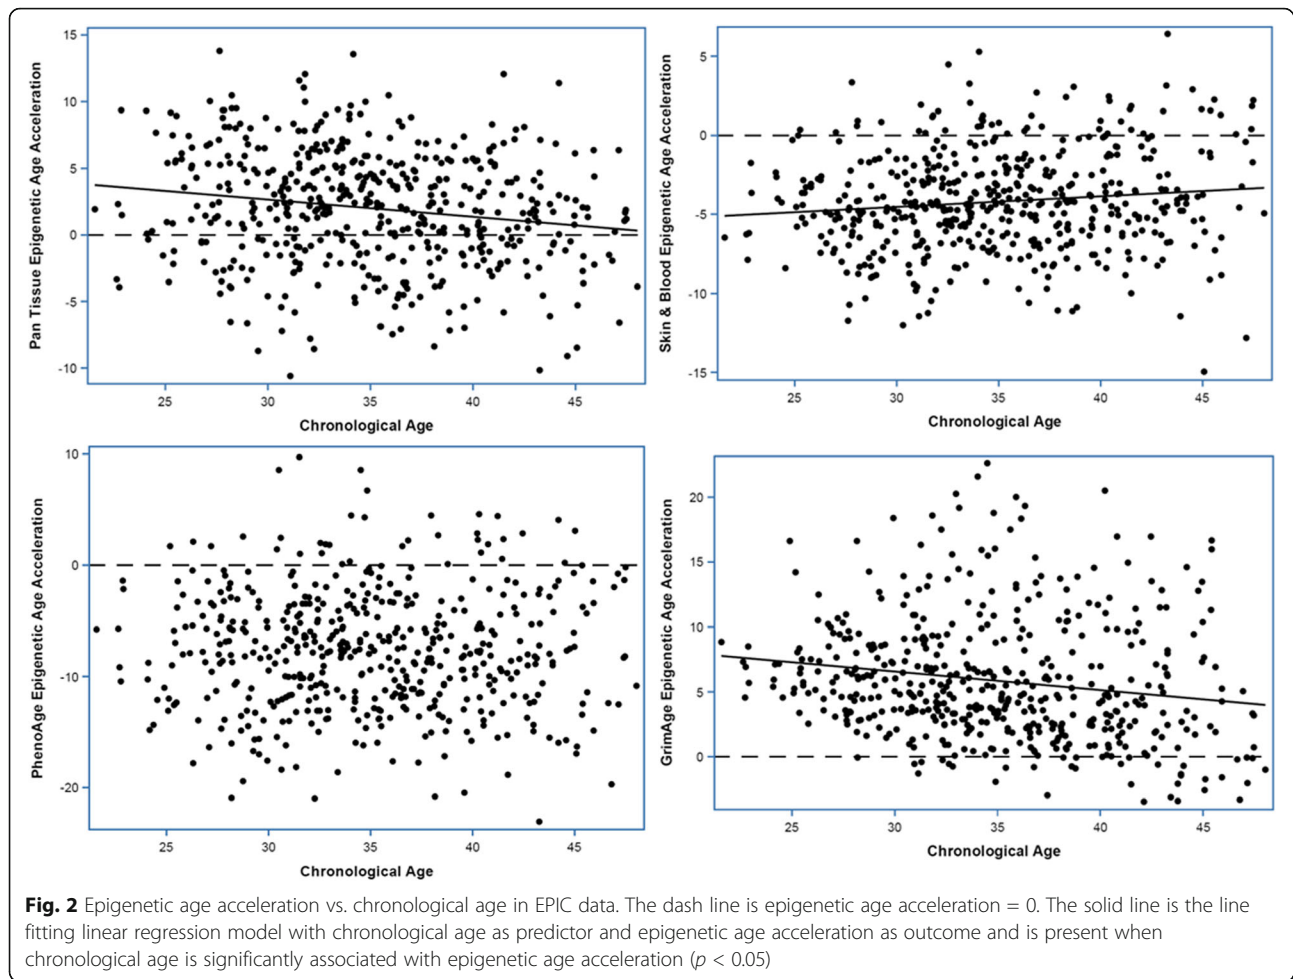 15
10
5
0
-5
-10
Pan Tissue Epigenetic Age Acceleration
25 30 35 40 45
Chronological Age
5
0
-5
-10
-15
Skin & Blood Epigenetic Age Acceleration
25 30 35 40 45
Chronological Age
10
0
-10
-20
PhenoAge Epigenetic Age Acceleration
25 30 35 40 45
Chronological Age
20
15
10
5
0
GrimAge Epigenetic Age Acceleration
25 30 35 40 45
Chronological Age
Fig. 2 Epigenetic age acceleration vs. chronological age in EPIC data. The dash line is epigenetic age acceleration = 0. The solid line is the line
fitting linear regression model with chronological age as predictor and epigenetic age acceleration as outcome and is present when
chronological age is significantly associated with epigenetic age acceleration (p < 0.05)